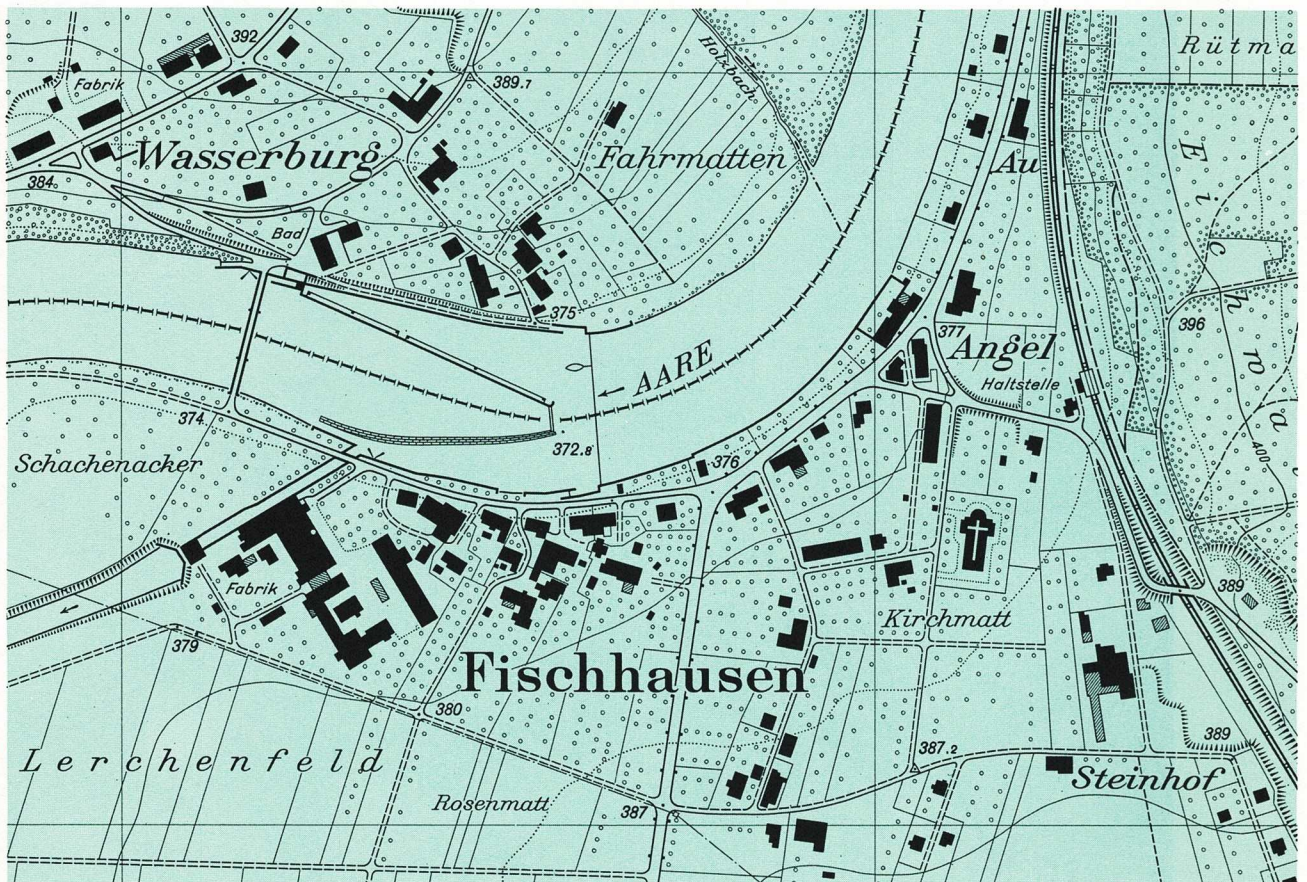 392
Holzbach
Rütma
Fabrik
389.7
Wasserburg
Fahrmatten
Au
Eichma
384
Bad
375
396
377
Angel
AARE
Haltstelle
374
372.8
376
400
Schachenacker
Fabrik
389
Kirchmatt
379
Fischhausen
380
387.2
389
Lerchenfeld
Steinhof
Rosenmatt
387